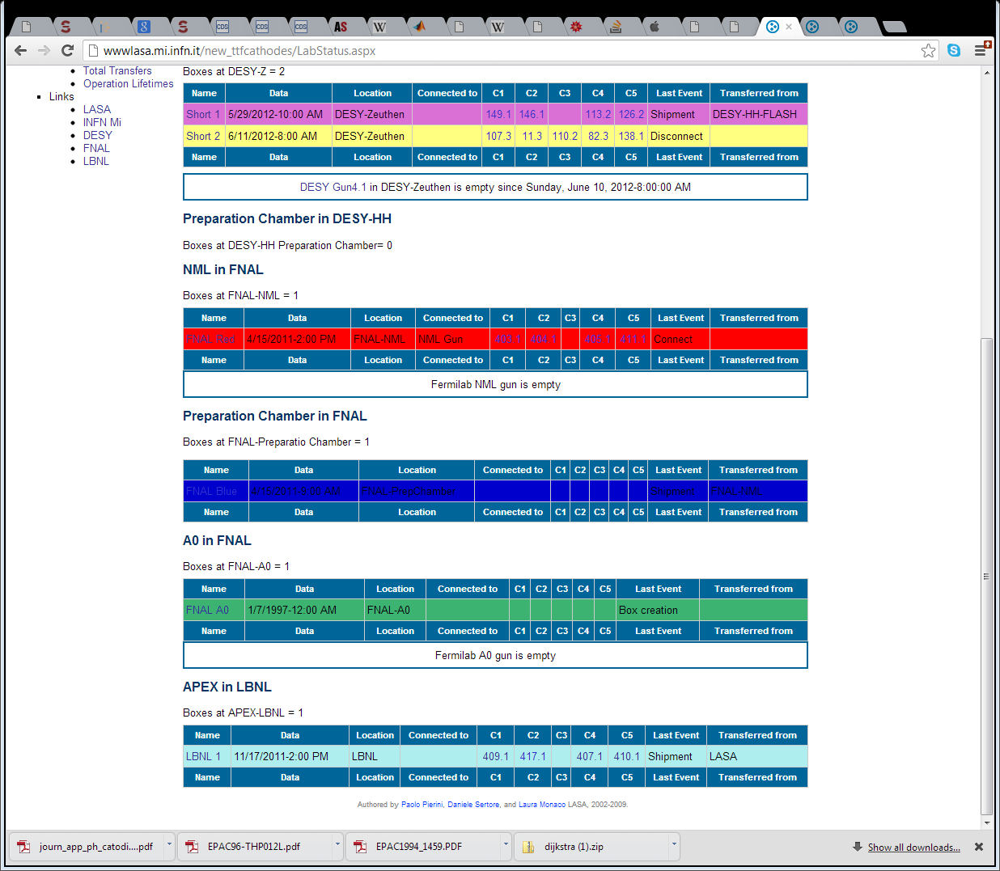 AS
W
W
wwwlasa.mi.infn.it/new_ttfcathodes/LabStatus.aspx
Total Transfers
Operation Lifetimes
Links
LASA
INFN Mi
DESY
FNAL
LBNL
Boxes at DESY-Z = 2
Name Data Location Connected to C1 C2 C3 C4 C5 Last Event Transferred from
Short 1 5/29/2012-10:00 AM DESY-Zeuthen 149.1 146.1 113.2 126.2 Shipment DESY-HH-FLASH
Short 2 6/11/2012-8:00 AM DESY-Zeuthen 107.3 11.3 110.2 82.3 138.1 Disconnect
Name Data Location Connected to C1 C2 C3 C4 C5 Last Event Transferred from
DESY Gun4.1 in DESY-Zeuthen is empty since Sunday, June 10, 2012-8:00:00 AM
Preparation Chamber in DESY-HH
Boxes at DESY-HH Preparation Chamber= 0
NML in FNAL
Boxes at FNAL-NML = 1
Name Data Location Connected to C1 C2 C3 C4 C5 Last Event Transferred from
FNAL Red 4/15/2011-2:00 PM FNAL-NML NML Gun 403.1 404.1 405.1 411.1 Connect
Name Data Location Connected to C1 C2 C3 C4 C5 Last Event Transferred from
Fermilab NML gun is empty
Preparation Chamber in FNAL
Boxes at FNAL-Preparatio Chamber = 1
Name Data Location Connected to C1 C2 C3 C4 C5 Last Event Transferred from
FNAL Blue FNAL-PrepChamber Shipment FNAL-NML
Name Data Location Connected to C1 C2 C3 C4 C5 Last Event Transferred from
A0 in FNAL
Boxes at FNAL-A0 = 1
Name Data Location Connected to C1 C2 C3 C4 C5 Last Event Transferred from
FNAL A0 1/7/1997-12:00 AM FNAL-A0 Box creation
Name Data Location Connected to C1 C2 C3 C4 C5 Last Event Transferred from
Fermilab A0 gun is empty
APEX in LBNL
Boxes at APEX-LBNL = 1
Name Data Location Connected to C1 C2 C3 C4 C5 Last Event Transferred from
LBNL 1 11/17/2011-2:00 PM LBNL 409.1 417.1 407.1 410.1 Shipment LASA
Name Data Location Connected to C1 C2 C3 C4 C5 Last Event Transferred from
Authored by Paolo Pierini, Daniele Sertore, and Laura Monaco LASA, 2002-2009.
journ_app_ph_catodi....pdf EPAC96-THP012L.pdf EPAC1994_1459.PDF dijkstra (1).zip Show all downloads...